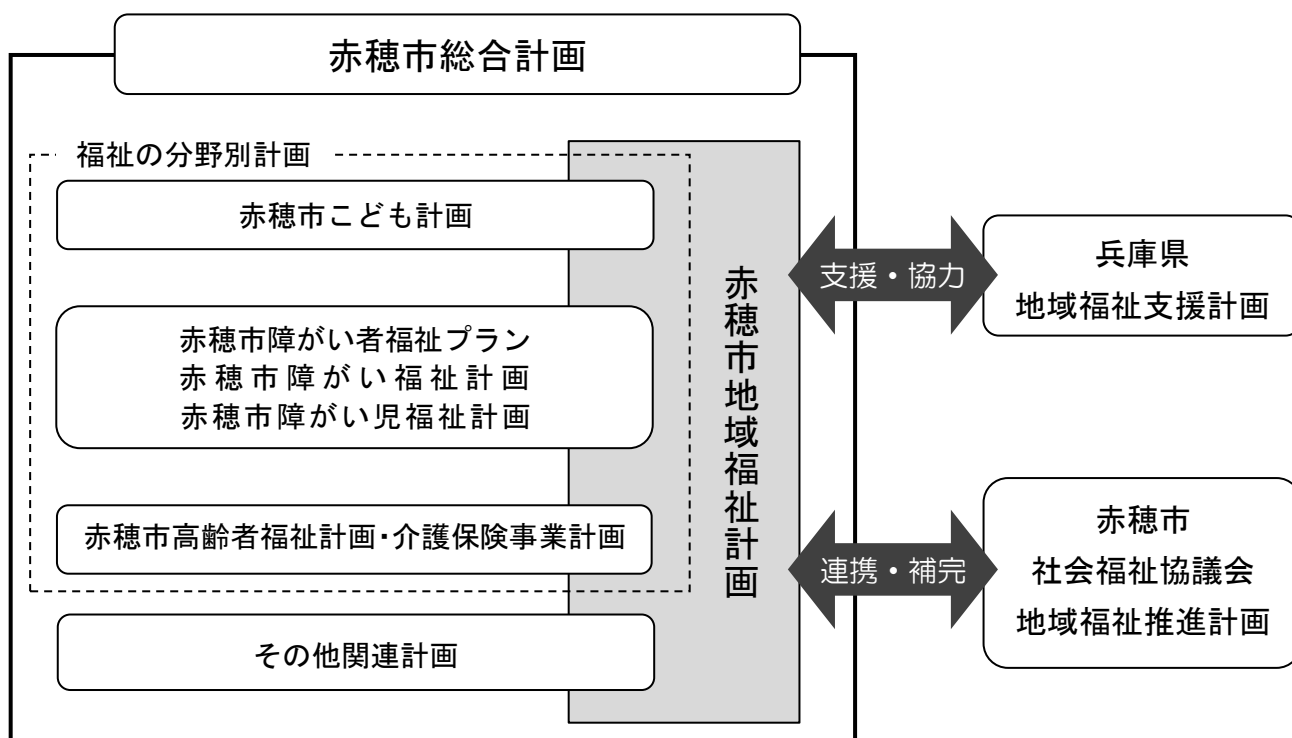 赤穂市総合計画
福祉の分野別計画
赤穂市こども計画
赤穂市障がい者福祉プラン
赤穂市障がい福祉計画
赤穂市障がい児福祉計画
赤穂市高齢者福祉計画・介護保険事業計画
その他関連計画
赤穂市地域福祉計画
支援・協力
兵庫県
地域福祉支援計画
連携・補完
赤穂市
社会福祉協議会
地域福祉推進計画